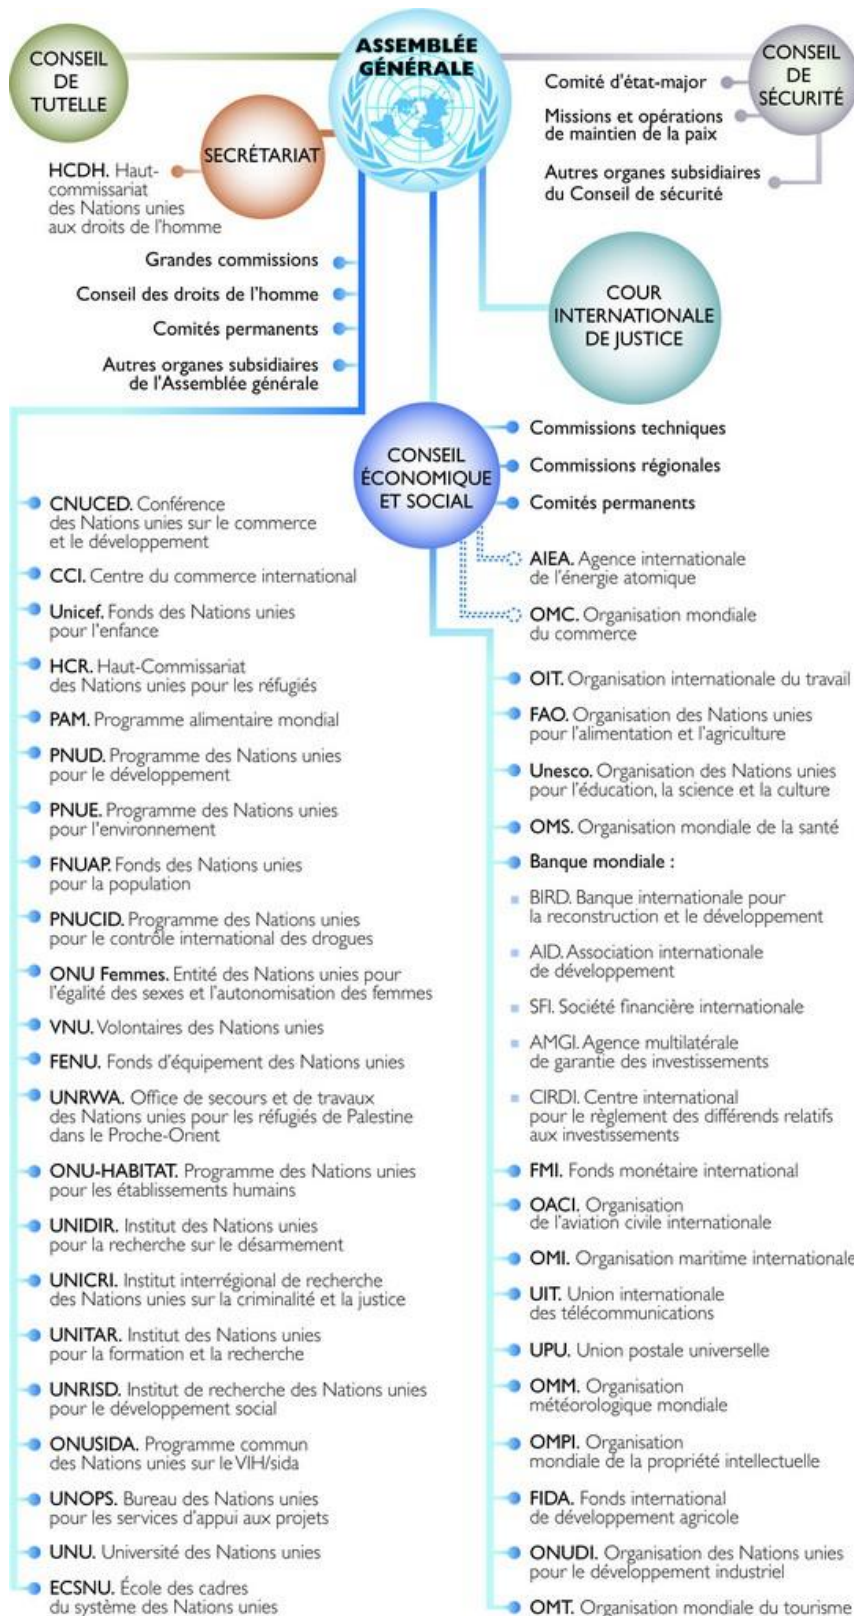 ASSEMBLÉE
GÉNÉRALE
CONSEIL
DE
TUTELLE
CONSEIL
DE
SÉCURITÉ
Comité d'état-major
Missions et opérations
de maintien de la paix
Autres organes subsidiaires
du Conseil de sécurité
SECRÉTARIAT
HCDH. Haut-
commissariat
des Nations unies
aux droits de l'homme
Grandes commissions
Conseil des droits de l'homme
Comités permanents
Autres organes subsidiaires
de l'Assemblée générale
COUR
INTERNATIONALE
DE JUSTICE
CONSEIL
ÉCONOMIQUE
ET SOCIAL
Commissions techniques
Commissions régionales
Comités permanents
AIEA. Agence internationale
de l'énergie atomique
OMC. Organisation mondiale
du commerce
CNUCED. Conférence
des Nations unies sur le commerce
et le développement
CCI. Centre du commerce international
Unicef. Fonds des Nations unies
pour l'enfance
HCR. Haut-Commissariat
des Nations unies pour les réfugiés
PAM. Programme alimentaire mondial
PNUD. Programme des Nations unies
pour le développement
PNUE. Programme des Nations unies
pour l'environnement
FNUAP. Fonds des Nations unies
pour la population
PNUCID. Programme des Nations unies
pour le contrôle international des drogues
ONU Femmes. Entité des Nations unies pour
l'égalité des sexes et l'autonomisation des femmes
VNU. Volontaires des Nations unies
FENU. Fonds d'équipement des Nations unies
UNRWA. Office de secours et de travaux
des Nations unies pour les réfugiés de Palestine
dans le Proche-Orient
ONU-HABITAT. Programme des Nations unies
pour les établissements humains
UNIDIR. Institut des Nations unies
pour la recherche sur le désarmement
UNICRI. Institut interrégional de recherche
des Nations unies sur la criminalité et la justice
UNITAR. Institut des Nations unies
pour la formation et la recherche
UNRISD. Institut de recherche des Nations unies
pour le développement social
ONUSIDA. Programme commun
des Nations unies sur le VIH/sida
UNOPS. Bureau des Nations unies
pour les services d'appui aux projets
UNU. Université des Nations unies
ECSNU. École des cadres
du système des Nations unies
OIT. Organisation internationale du travail
FAO. Organisation des Nations unies
pour l'alimentation et l'agriculture
Unesco. Organisation des Nations unies
pour l'éducation, la science et la culture
OMS. Organisation mondiale de la santé
Banque mondiale :
BIRD. Banque internationale pour
la reconstruction et le développement
AID. Association internationale
de développement
SFI. Société financière internationale
AMGI. Agence multilatérale
de garantie des investissements
CIRDI. Centre international
pour le règlement des différends relatifs
aux investissements
FMI. Fonds monétaire international
OACI. Organisation
de l'aviation civile internationale
OMI. Organisation maritime internationale
UIT. Union internationale
des télécommunications
UPU. Union postale universelle
OMM. Organisation
météorologique mondiale
OMPI. Organisation
mondiale de la propriété intellectuelle
FIDA. Fonds international
de développement agricole
ONUDI. Organisation des Nations unies
pour le développement industriel
OMT. Organisation mondiale du tourisme